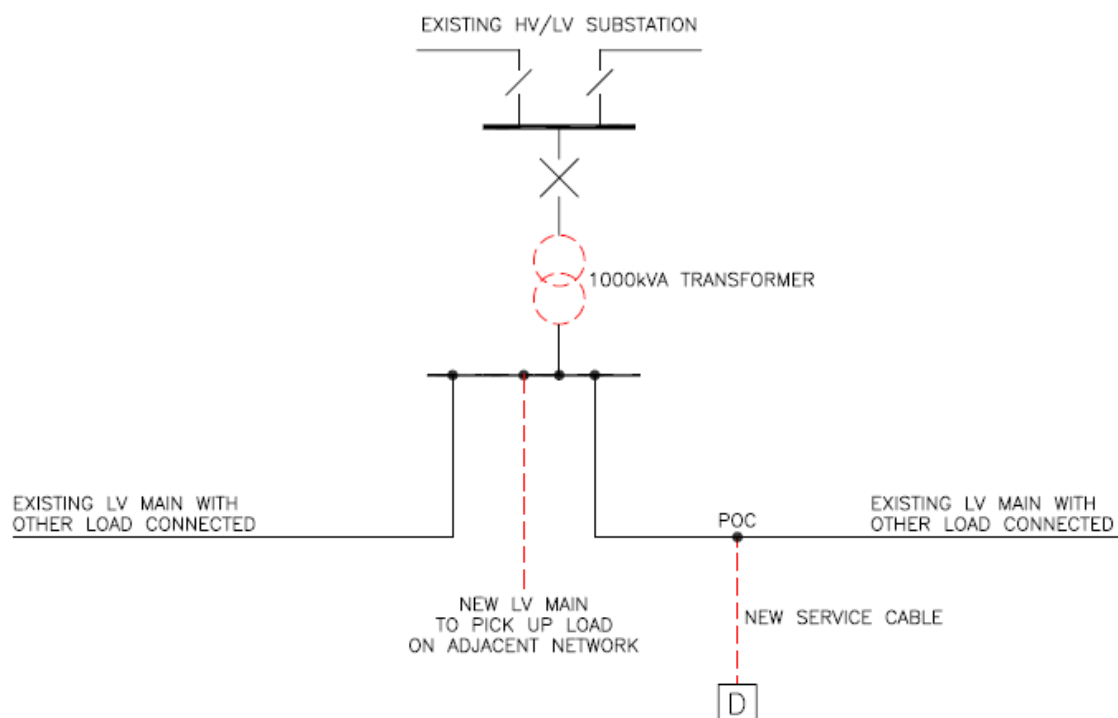 EXISTING HV/LV SUBSTATION
1000kVA TRANSFORMER
EXISTING LV MAIN WITH
OTHER LOAD CONNECTED
POC
EXISTING LV MAIN WITH
OTHER LOAD CONNECTED
NEW LV MAIN
TO PICK UP LOAD
ON ADJACENT NETWORK
NEW SERVICE CABLE
D